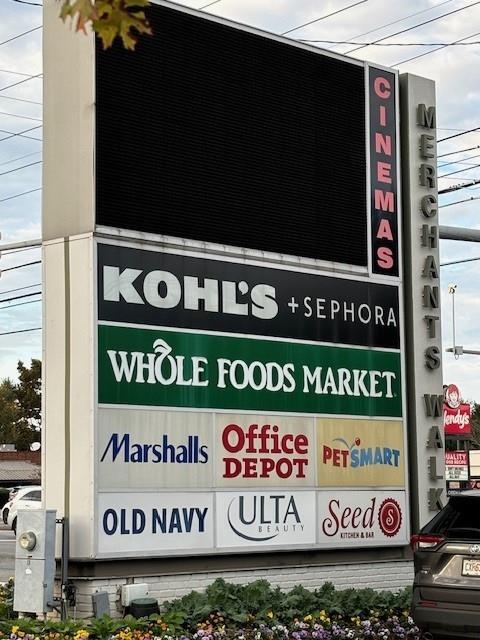 CINEMAS
MERCHANTS WALK
KOHL'S + SEPHORA
WHOLE FOODS MARKET
Marshalls
Office
DEPOT
PETSMART
OLD NAVY
ULTA
BEAUTY
Seed S
KITCHEN & BAR
Wendy's
QUALITY